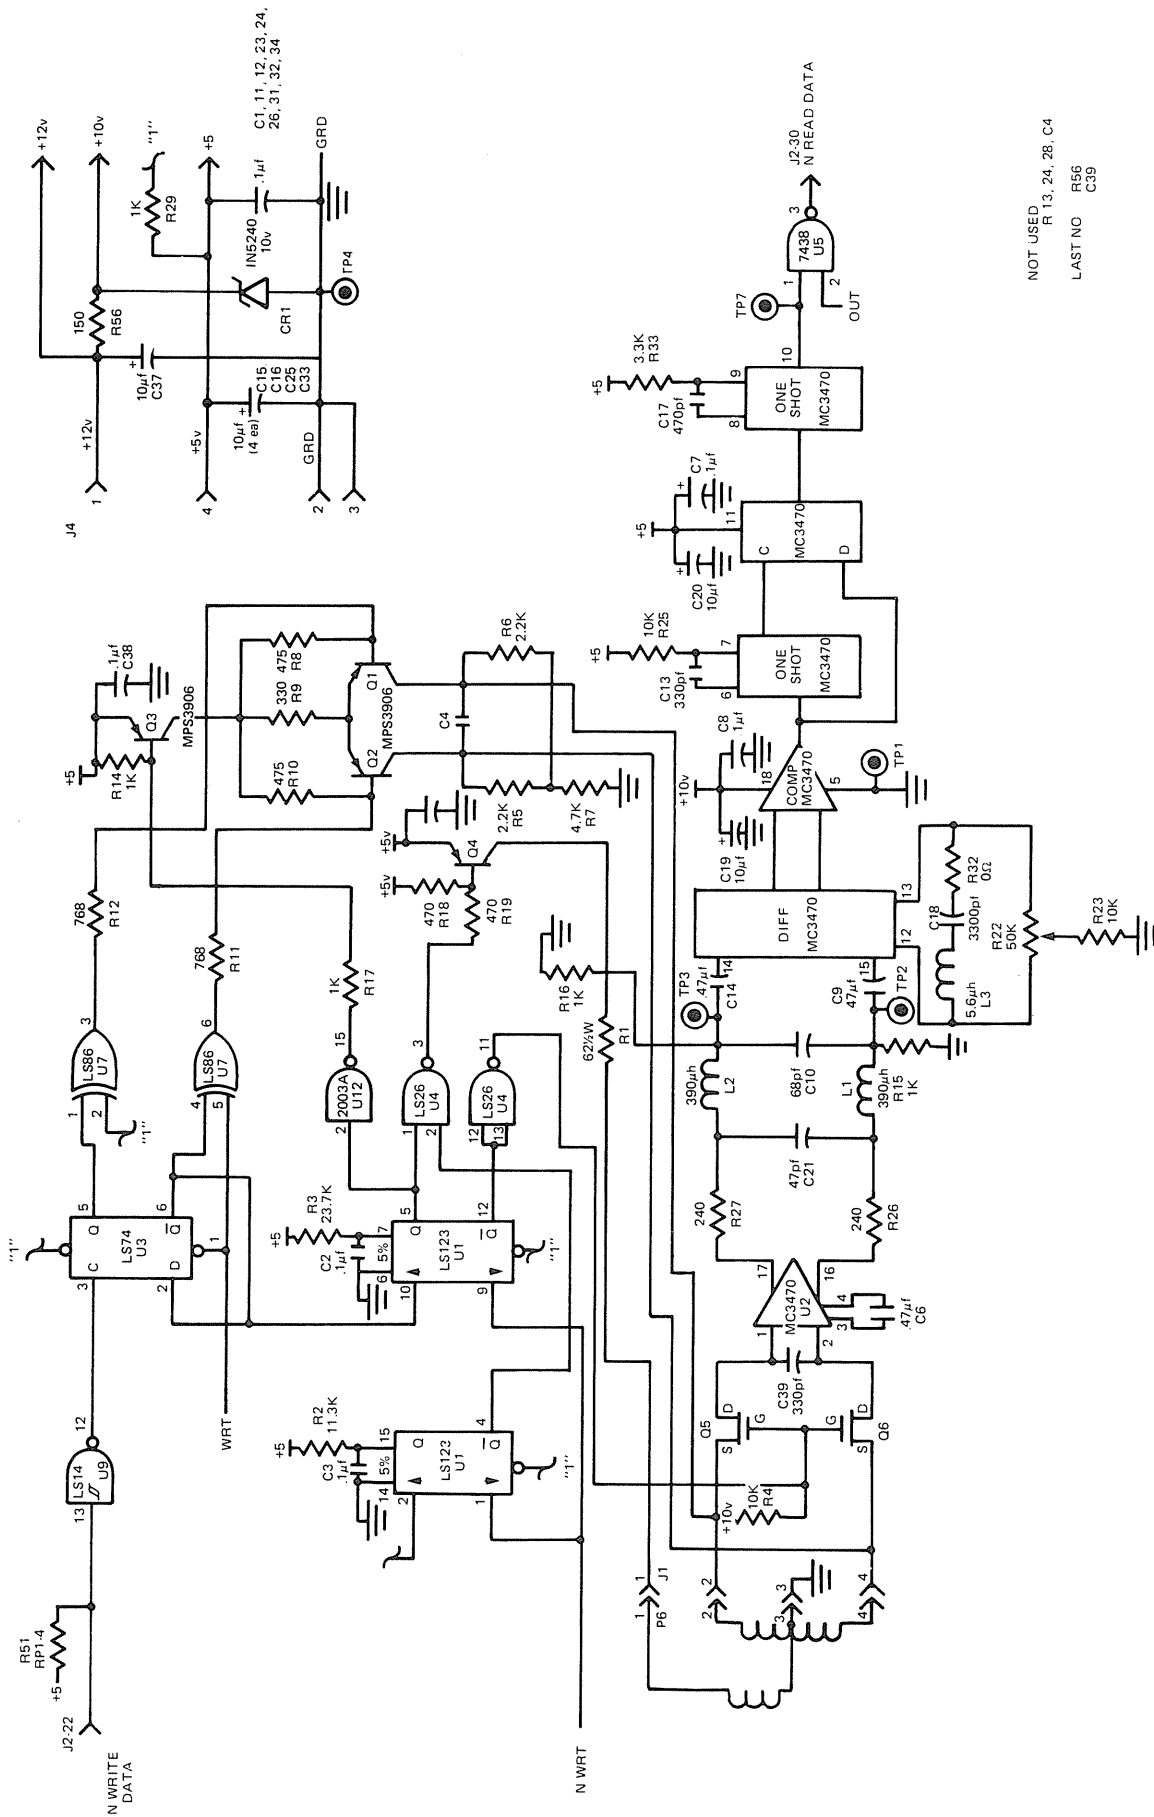 J2-22
N WRITE
DATA
+5
R51
RP1-4
13
LS14
U9
12
"1"
3
C
Q
5
LS74
U3
2
D
Q
6
1
WRT
1
2
"1"
LS86
U7
3
4
5
LS86
U7
6
768
R12
768
R11
+5
R14
1K
.1µf
C38
Q3
MPS3906
475
R10
330
R9
475
R8
Q2
Q1
MPS3906
C4
R6
2.2K
2.2K
R5
4.7K
R7
J4
1
+12v
+12v
150
R56
+10v
10µf
+
C37
1K
R29
"1"
4
+5v
+5
10µf
(4 ea)
+
C15
C16
C25
C33
IN5240
10v
CR1
.1µf
C1, 11, 12, 23, 24,
26, 31, 32, 34
2
GRD
GRD
3
TP4
+5
R2
11.3K
C3
.1µf
5%
14
15
2
Q
LS123
U1
1
Q
4
"1"
+5
R3
23.7K
C2
.1µf
5%
6
7
10
Q
5
LS123
U1
9
Q
12
"1"
2
2003A
U12
15
1K
R17
1
2
LS26
U4
3
12
13
LS26
U4
11
+5v
470
R18
470
R19
+5v
Q4
R16
1K
62½W
R1
N WRT
1
P6
1
J1
2
2
3
3
4
4
+10v
10K
R4
Q5
S
D
G
Q6
S
D
G
C39
330pf
1
2
MC3470
U2
17
16
3
4
.47µf
C6
240
R27
240
R26
47pf
C21
390µh
L2
L1
390µh
68pf
C10
R15
1K
TP3
.47µf
C14
14
C9
47µf
15
TP2
DIFF
MC3470
12
13
5.6µh
L3
C18
3300pf
R32
0Ω
R22
50K
R23
10K
+10v
C19
10µf
+
C8
.1µf
18
COMP
MC3470
5
TP1
+5
10K
R25
C13
330pf
6
7
ONE
SHOT
MC3470
+5
+
C20
10µf
+
C7
.1µf
11
C
D
MC3470
+5
3.3K
R33
C17
470pf
8
9
ONE
SHOT
MC3470
10
TP7
1
2
OUT
7438
U5
3
J2-30
N READ DATA
NOT USED
R 13, 24, 28, C4
LAST NO R56
C39